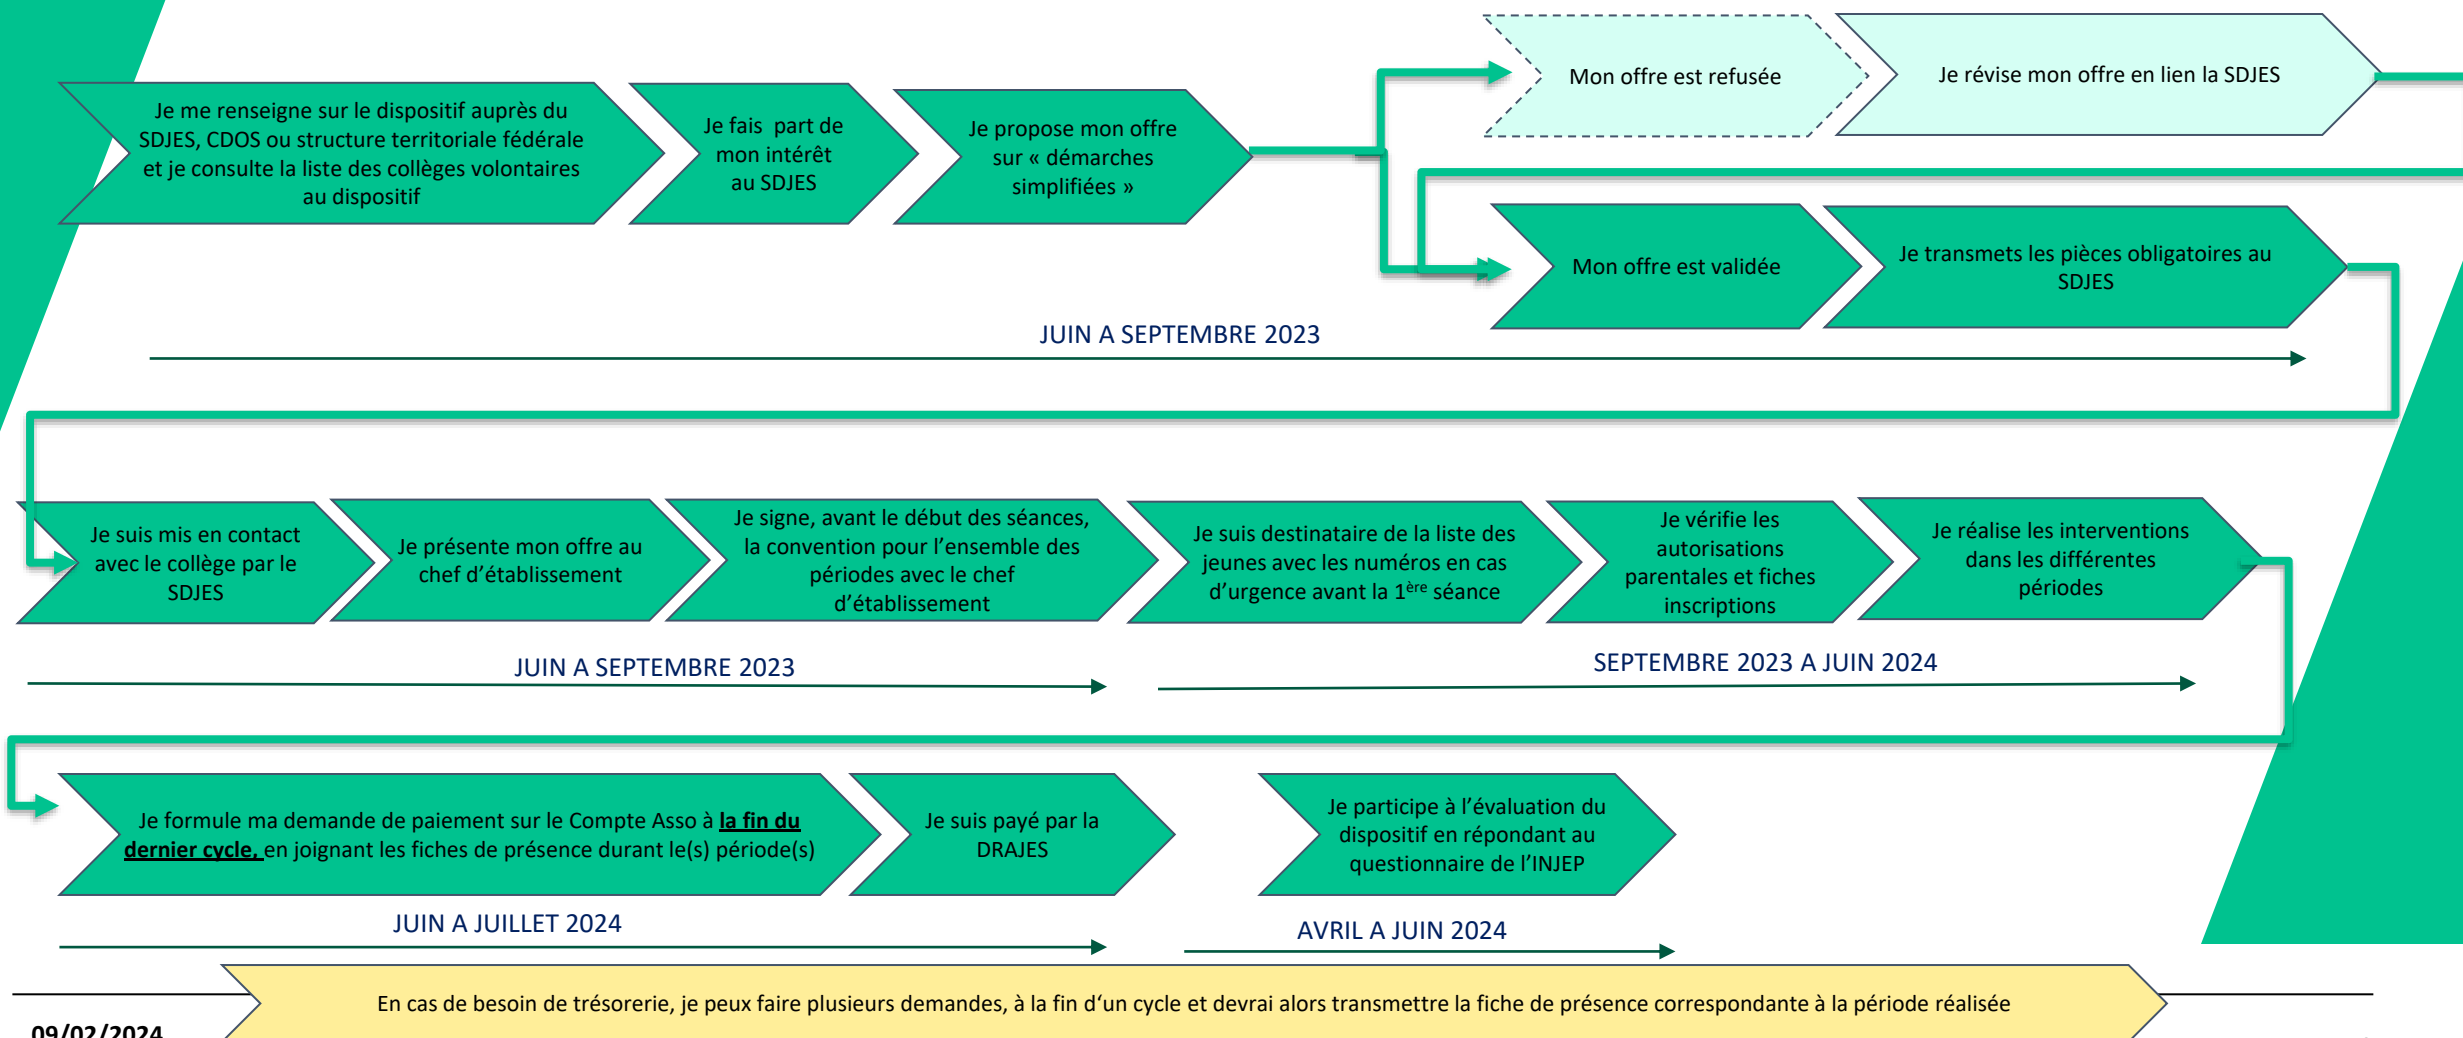 Mon offre est refusée
Je révise mon offre en lien la SDJES
Je me renseigne sur le dispositif auprès du
SDJES, CDOS ou structure territoriale fédérale
et je consulte la liste des collèges volontaires
au dispositif
Je fais  part de
mon intérêt
au SDJES
Je propose mon offre
sur « démarches
simplifiées »
Mon offre est validée
Je transmets les pièces obligatoires au
SDJES
JUIN A SEPTEMBRE 2023
Je suis mis en contact
avec le collège par le
SDJES
Je présente mon offre au
chef d’établissement
Je signe, avant le début des séances,
la convention pour l’ensemble des
périodes avec le chef
d’établissement
Je suis destinataire de la liste des
jeunes avec les numéros en cas
d’urgence avant la 1ère séance
Je vérifie les
autorisations
parentales et fiches
inscriptions
Je réalise les interventions
dans les différentes
périodes
JUIN A SEPTEMBRE 2023
SEPTEMBRE 2023 A JUIN 2024
Je formule ma demande de paiement sur le Compte Asso à la fin du
dernier cycle, en joignant les fiches de présence durant le(s) période(s)
Je suis payé par la
DRAJES
Je participe à l’évaluation du
dispositif en répondant au
questionnaire de l’INJEP
JUIN A JUILLET 2024
AVRIL A JUIN 2024
En cas de besoin de trésorerie, je peux faire plusieurs demandes, à la fin d‘un cycle et devrai alors transmettre la fiche de présence correspondante à la période réalisée
09/02/2024